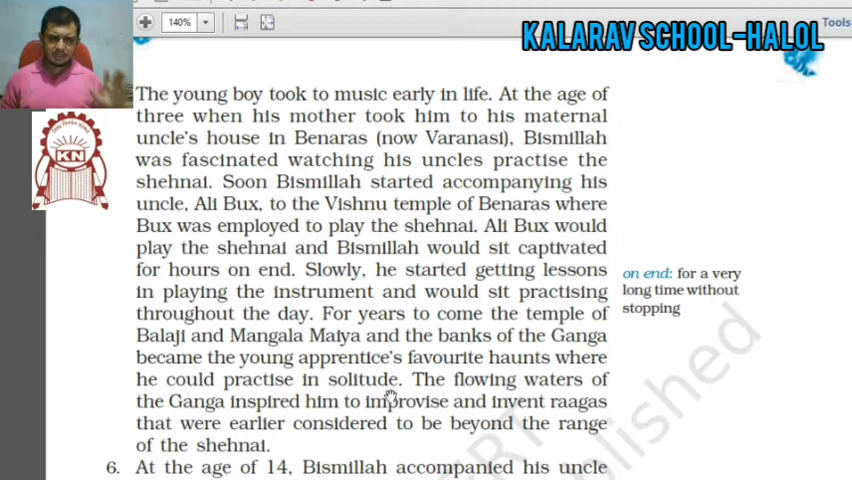 140%
Tools
KALARAV SCHOOL-HALOL
The young boy took to music early in life. At the age of
three when his mother took him to his maternal
uncle's house in Benaras (now Varanasi), Bismillah
was fascinated watching his uncles practise the
shehnai. Soon Bismillah started accompanying his
uncle, Ali Bux, to the Vishnu temple of Benaras where
Bux was employed to play the shehnai. Ali Bux would
play the shehnai and Bismillah would sit captivated
for hours on end. Slowly, he started getting lessons
in playing the instrument and would sit practising
throughout the day. For years to come the temple of
Balaji and Mangala Maiya and the banks of the Ganga
became the young apprentice's favourite haunts where
he could practise in solitude. The flowing waters of
the Ganga inspired him to improvise and invent raagas
that were earlier considered to be beyond the range
of the shehnai.
6. At the age of 14, Bismillah accompanied his uncle
on end: for a very
long time without
stopping
KN